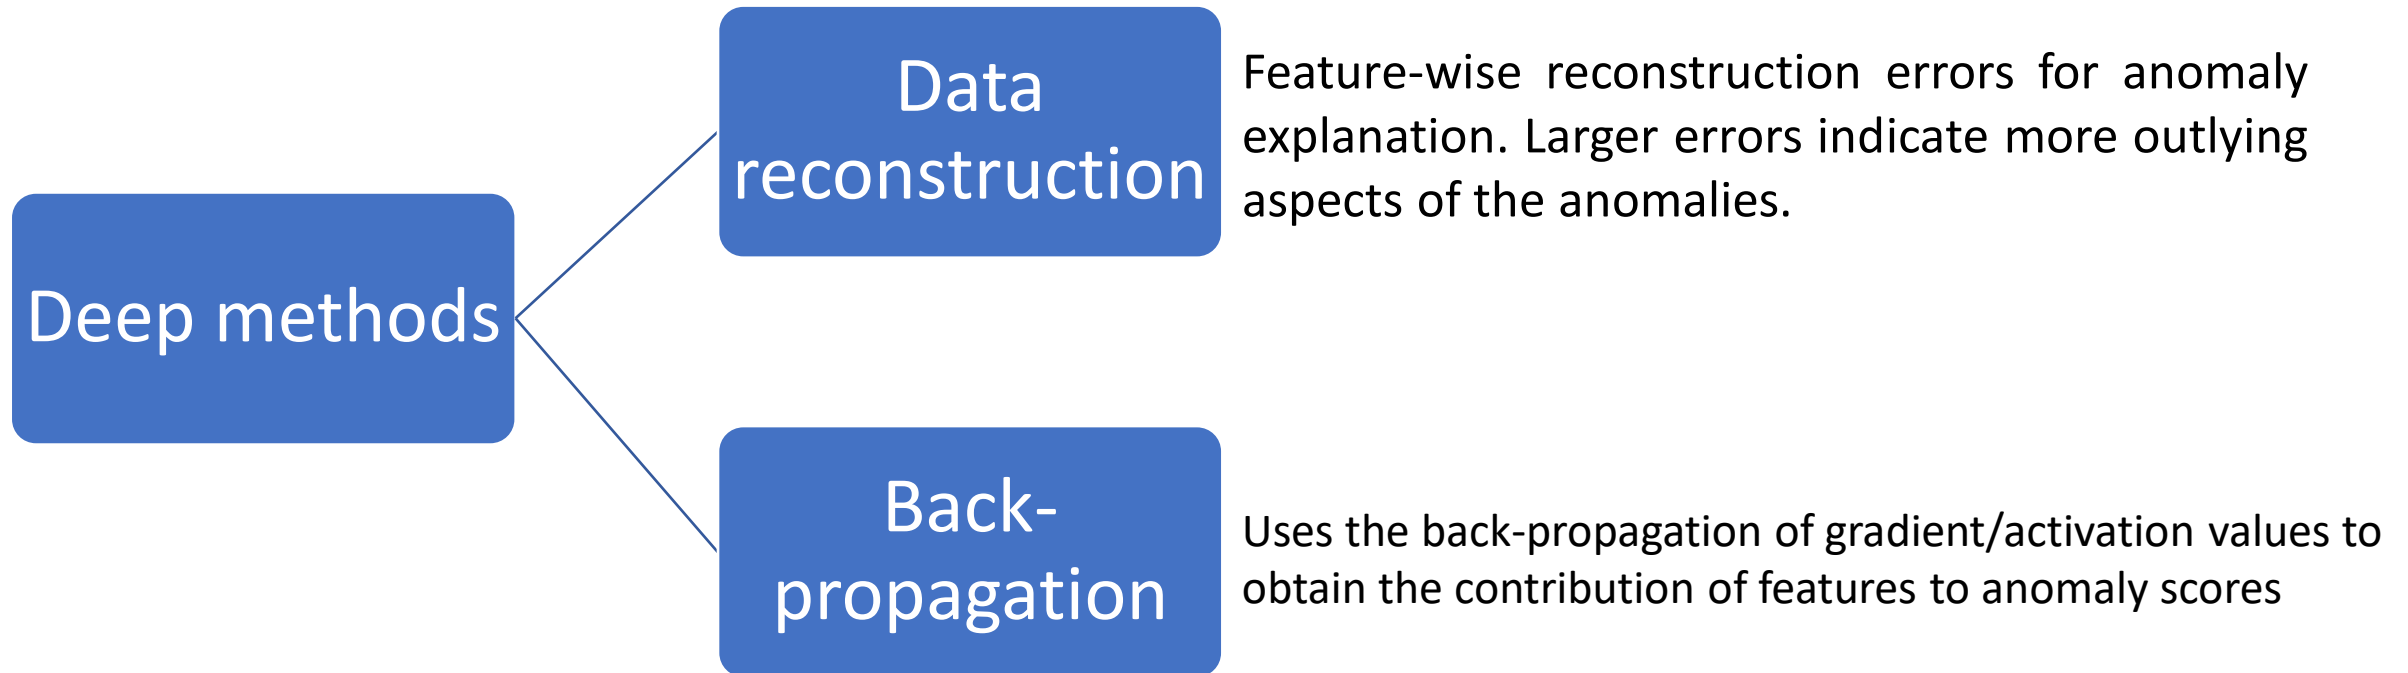 Deep methods
Data
reconstruction
Feature-wise reconstruction errors for anomaly
explanation. Larger errors indicate more outlying
aspects of the anomalies.
Back-
propagation
Uses the back-propagation of gradient/activation values to
obtain the contribution of features to anomaly scores